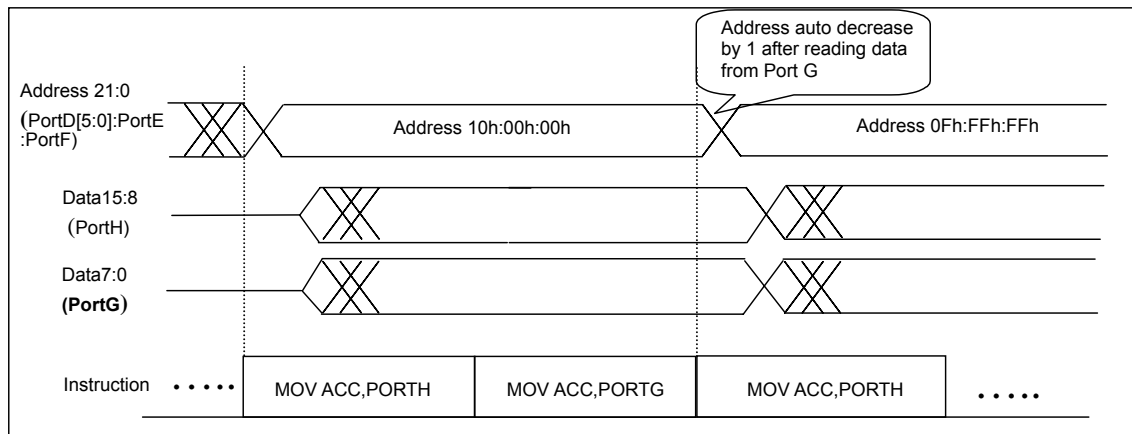 Address auto decrease
by 1 after reading data
from Port G
Address 21:0
(PortD[5:0]:PortE
:PortF)
Address 10h:00h:00h
Address 0Fh:FFh:FFh
Data15:8
(PortH)
Data7:0
(PortG)
Instruction
MOV ACC,PORTH
MOV ACC,PORTG
MOV ACC,PORTH